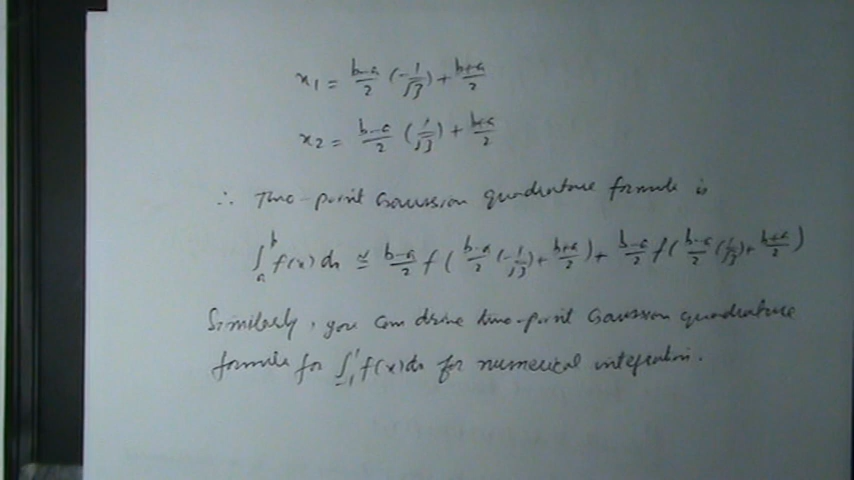 x₁ = b-a/2 (-1/√3) + b+a/2
x₂ = b-a/2 (1/√3) + b+a/2
∴ Two-point Gaussian quadrature formula is
∫ₐᵇ f(x) dx ≅ b-a/2 f( b-a/2 (-1/√3) + b+a/2 ) + b-a/2 f( b-a/2 (1/√3) + b+a/2 )
Similarly, you can drive two-point Gaussian quadrature
formula for ∫₋₁¹ f(x) dx for numerical integration.